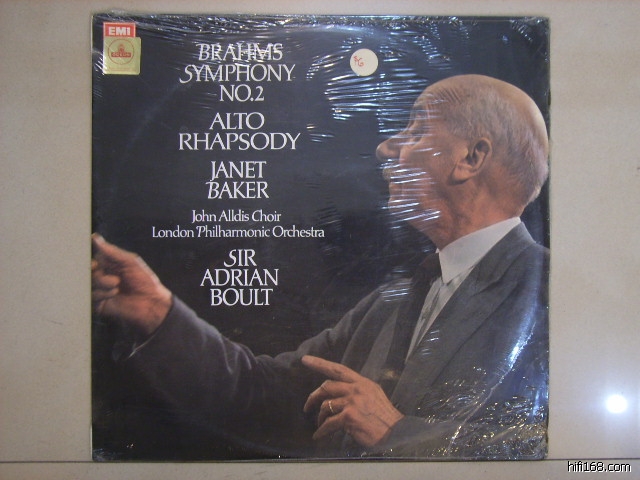 EMI
BRAHMS
SYMPHONY
NO.2
ALTO
RHAPSODY
JANET
BAKER
John Alldis Choir
London Philharmonic Orchestra
SIR
ADRIAN
BOULT
hifi168.com